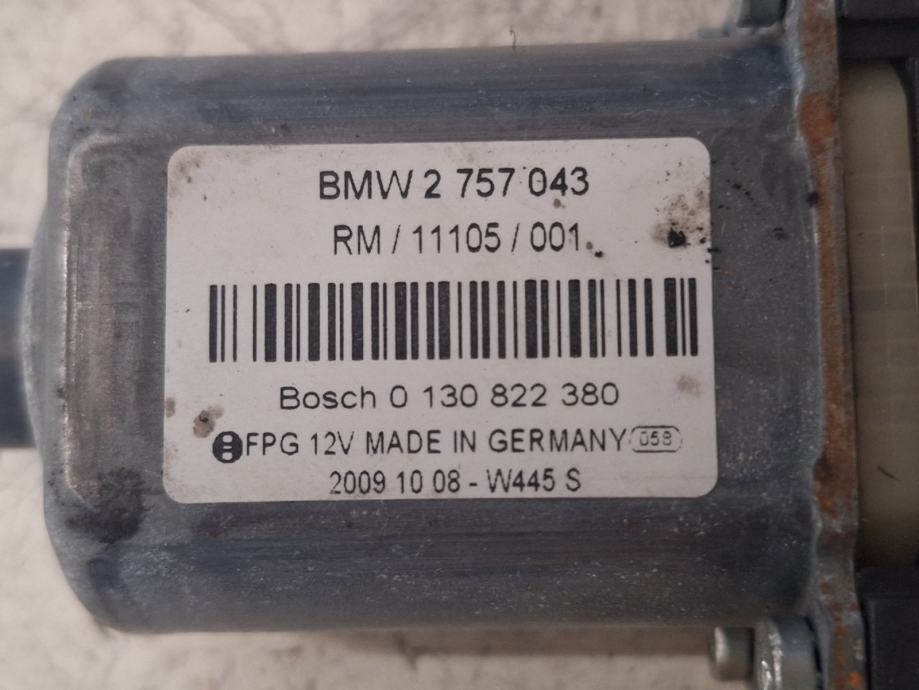 BMW 2 757 043
RM / 11105 / 001
Bosch 0 130 822 380
FPG 12V MADE IN GERMANY 058
2009 10 08 - W445 S